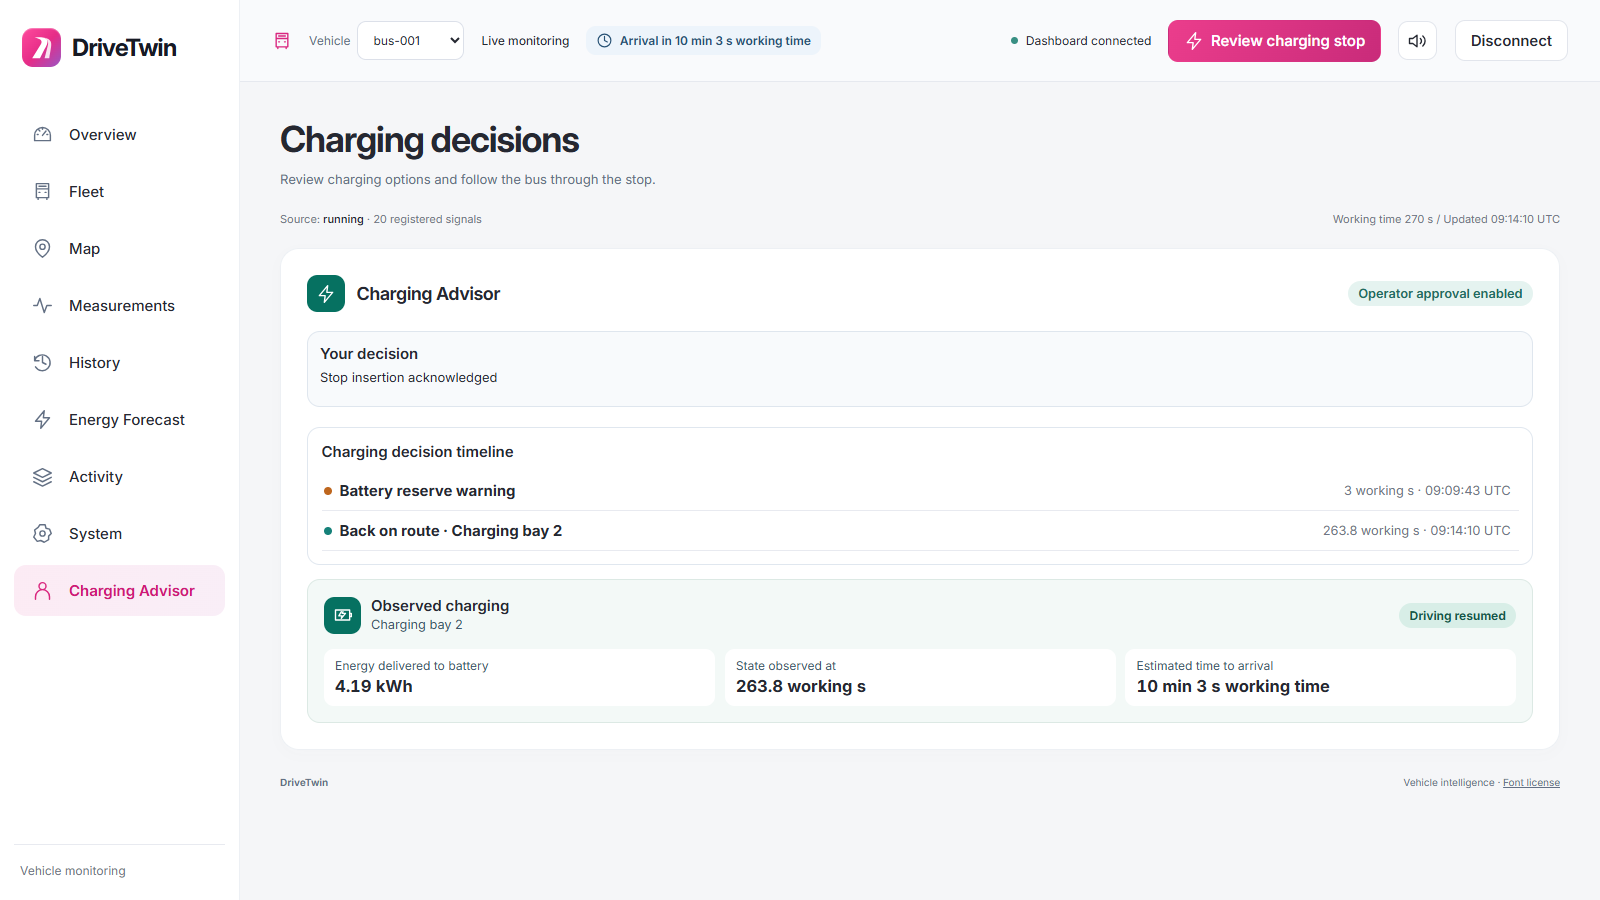 DriveTwin
Vehicle
bus-001
Live monitoring
Arrival in 10 min 3 s working time
Dashboard connected
Review charging stop
Disconnect
Overview
Fleet
Map
Measurements
History
Energy Forecast
Activity
System
Charging Advisor
Vehicle monitoring
Charging decisions
Review charging options and follow the bus through the stop.
Source: running · 20 registered signals
Working time 270 s / Updated 09:14:10 UTC
Charging Advisor
Operator approval enabled
Your decision
Stop insertion acknowledged
Charging decision timeline
Battery reserve warning
3 working s · 09:09:43 UTC
Back on route · Charging bay 2
263.8 working s · 09:14:10 UTC
Observed charging
Charging bay 2
Driving resumed
Energy delivered to battery
4.19 kWh
State observed at
263.8 working s
Estimated time to arrival
10 min 3 s working time
DriveTwin
Vehicle intelligence · Font license